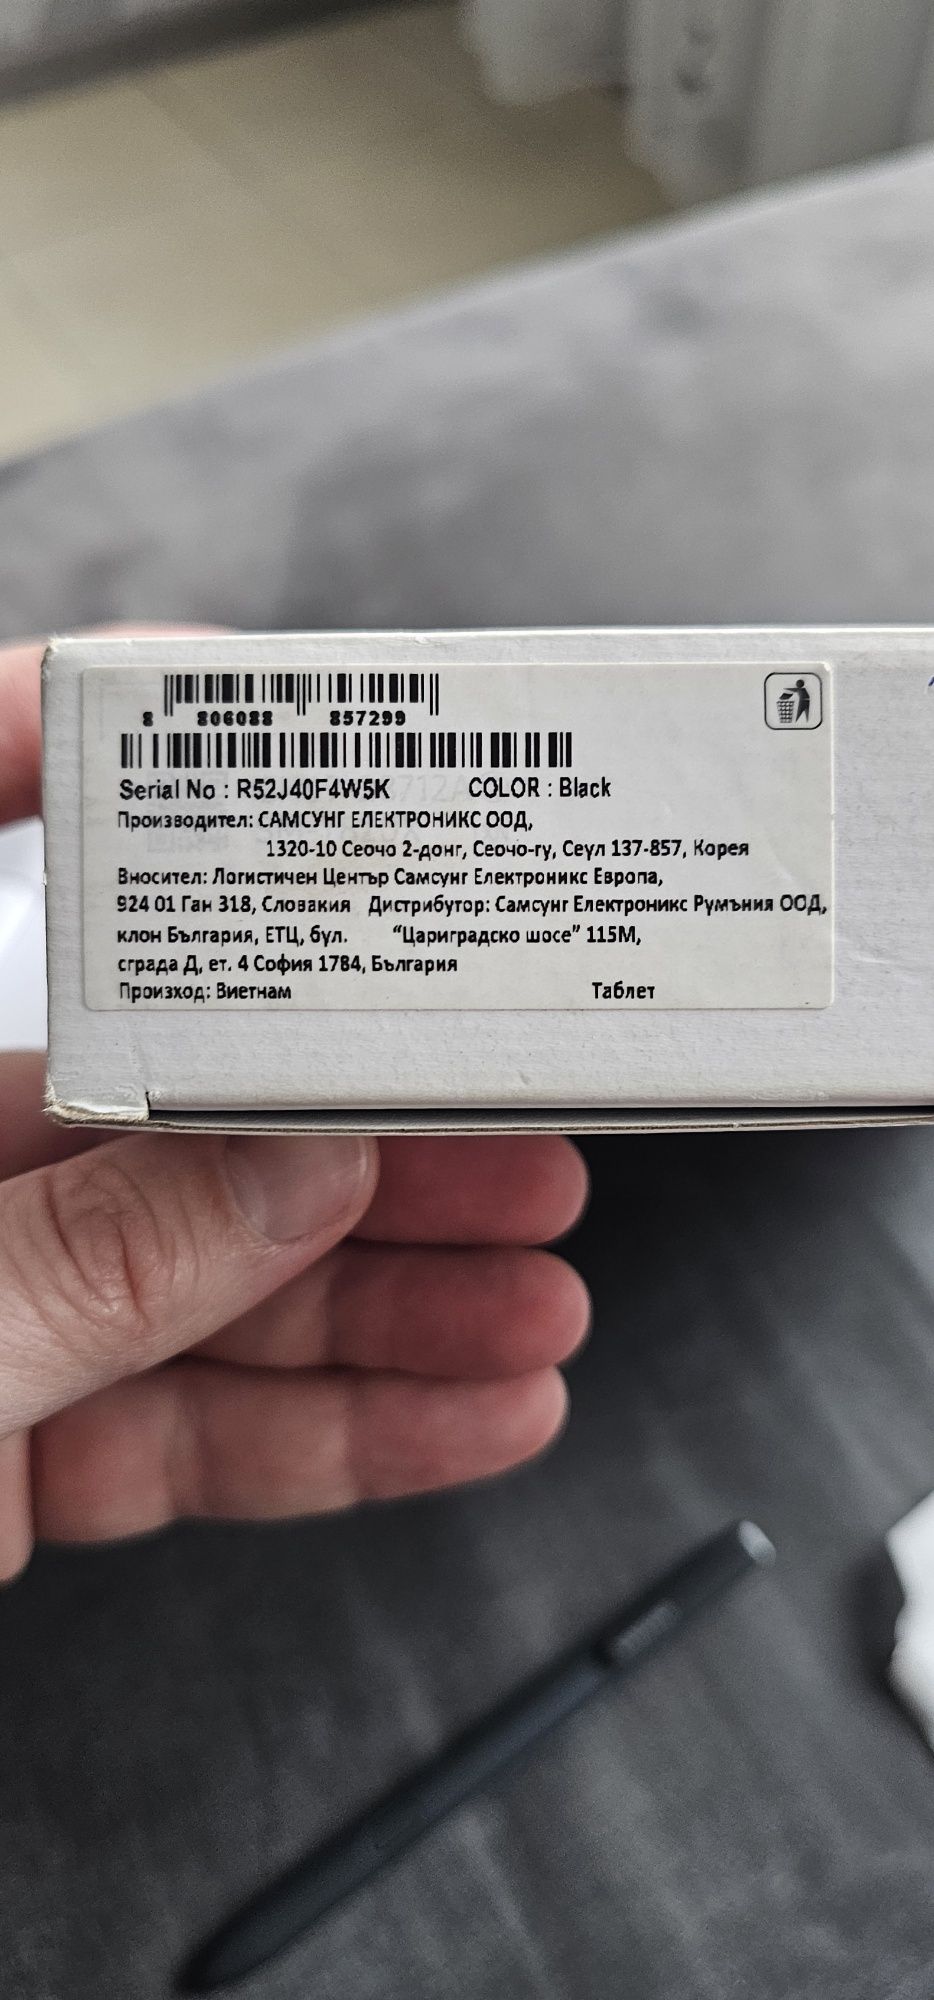 8 806088 857299
Serial No : R52J40F4W5K COLOR : Black
Производител: САМСУНГ ЕЛЕКТРОНИКС ООД,
1320-10 Сеочо 2-донг, Сеочо-гу, Сеул 137-857, Корея
Вносител: Логистичен Център Самсунг Електроникс Европа,
924 01 Ган 318, Словакия Дистрибутор: Самсунг Електроникс Румъния ООД,
клон България, ЕТЦ, бул. “Цариградско шосе” 115М,
сграда Д, ет. 4 София 1784, България
Произход: Виетнам Таблет